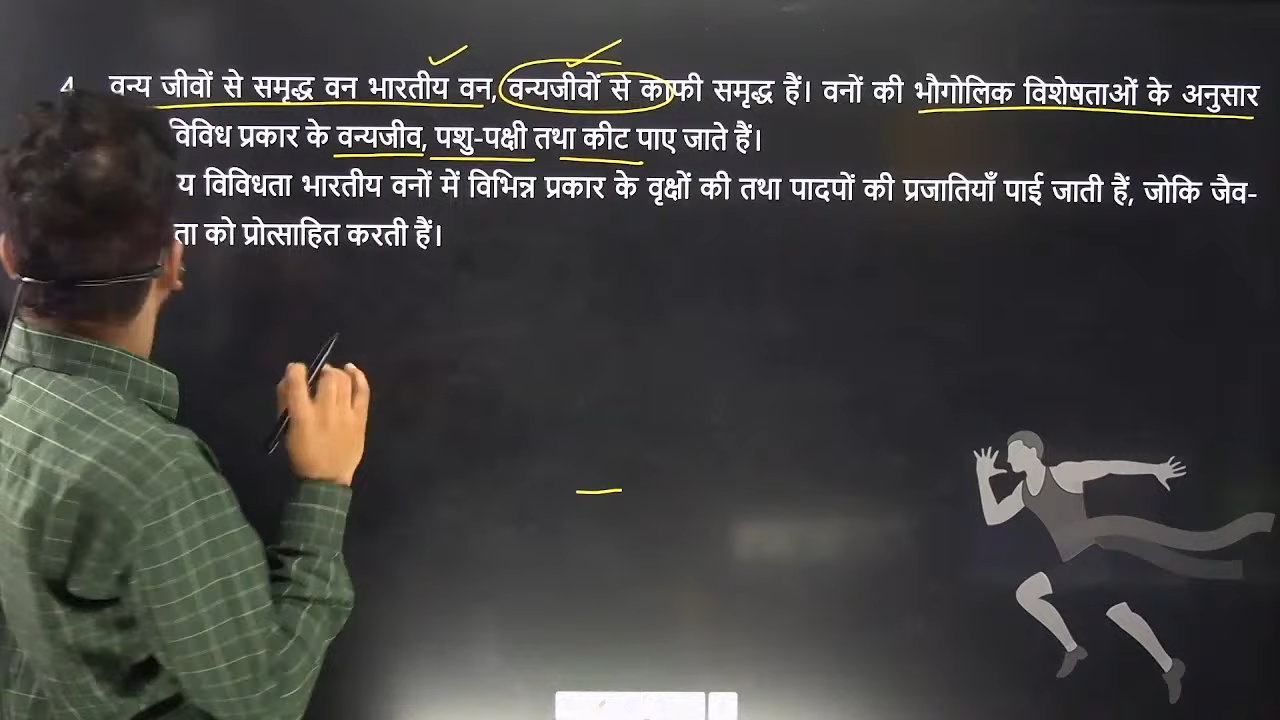 4 वन्य जीवों से समृद्ध वन भारतीय वन, वन्यजीवों से काफी समृद्ध हैं। वनों की भौगोलिक विशेषताओं के अनुसार
विविध प्रकार के वन्यजीव, पशु-पक्षी तथा कीट पाए जाते हैं।
य विविधता भारतीय वनों में विभिन्न प्रकार के वृक्षों की तथा पादपों की प्रजातियाँ पाई जाती हैं, जोकि जैव-
ता को प्रोत्साहित करती हैं।